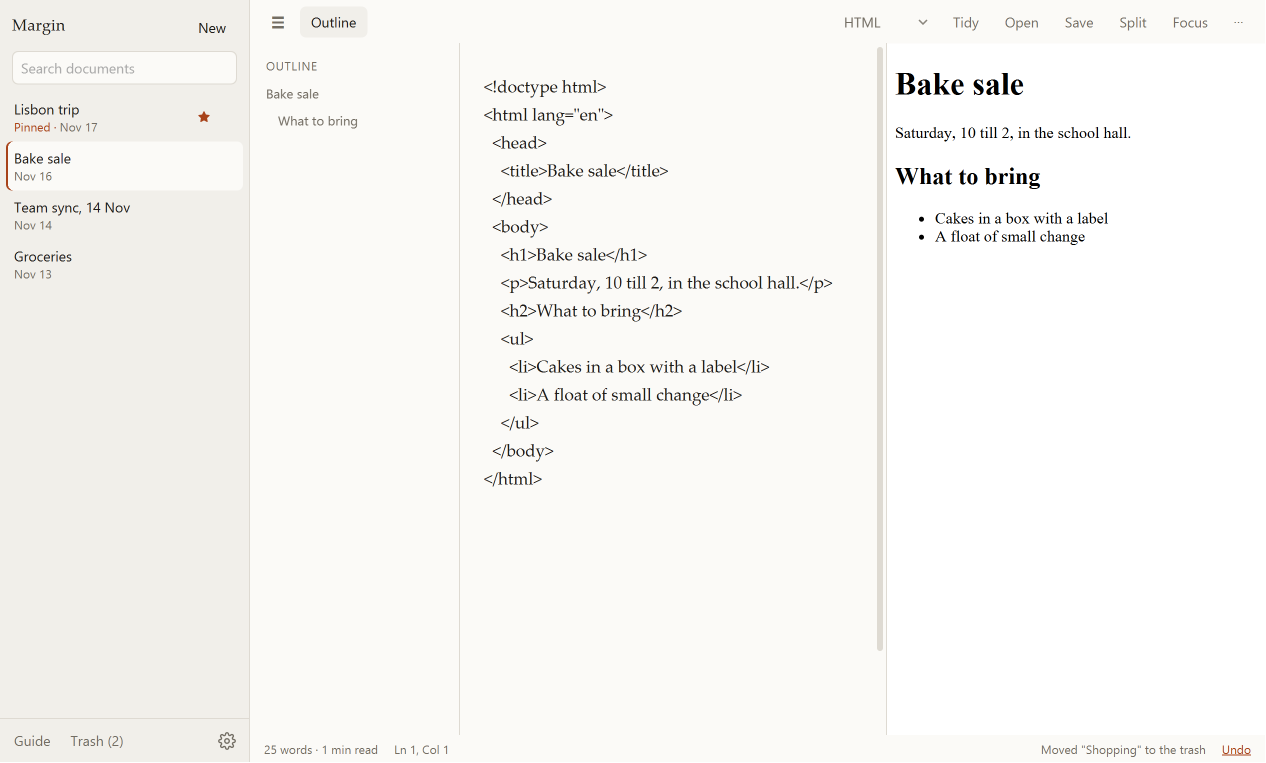 Margin
New
Search documents
Lisbon trip
Pinned · Nov 17
Bake sale
Nov 16
Team sync, 14 Nov
Nov 14
Groceries
Nov 13
Guide
Trash (2)
Outline
HTML
Tidy
Open
Save
Split
Focus
···
OUTLINE
Bake sale
What to bring
<!doctype html>
<html lang="en">
<head>
<title>Bake sale</title>
</head>
<body>
<h1>Bake sale</h1>
<p>Saturday, 10 till 2, in the school hall.</p>
<h2>What to bring</h2>
<ul>
<li>Cakes in a box with a label</li>
<li>A float of small change</li>
</ul>
</body>
</html>
Bake sale
Saturday, 10 till 2, in the school hall.
What to bring
• Cakes in a box with a label
• A float of small change
25 words · 1 min read
Ln 1, Col 1
Moved "Shopping" to the trash
Undo